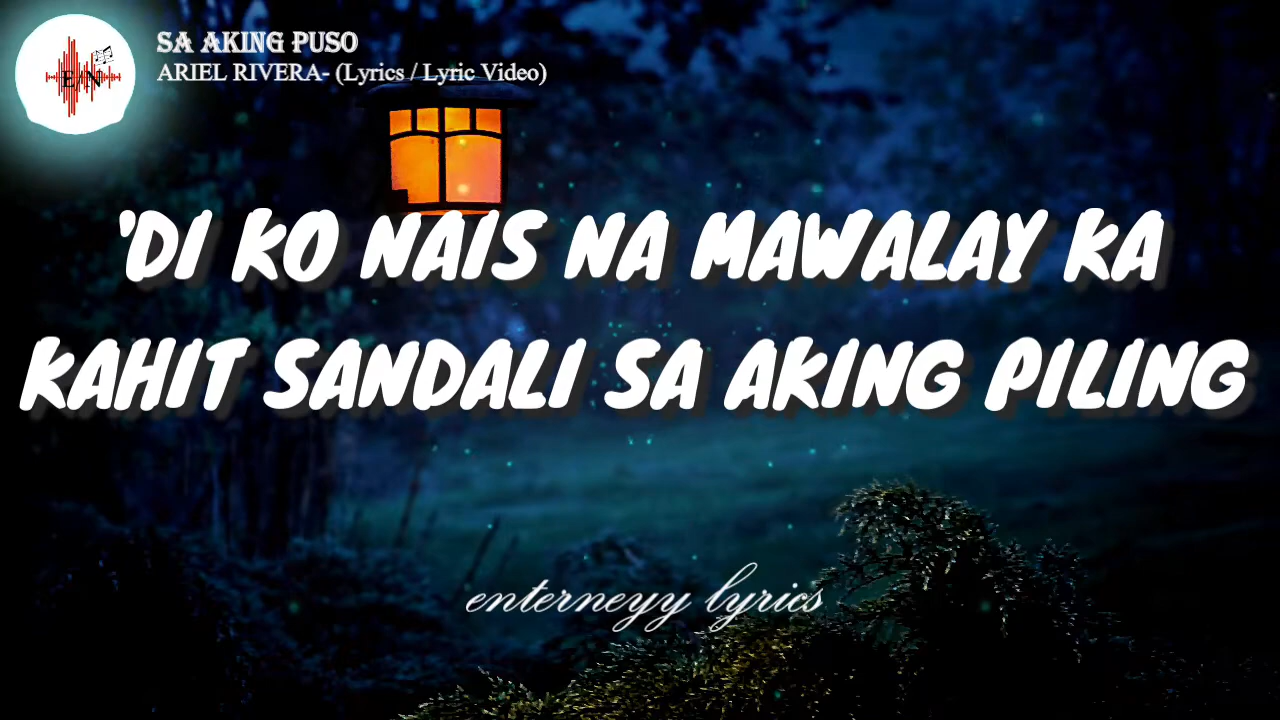 SA AKING PUSO
ARIEL RIVERA- (Lyrics / Lyric Video)
E/N
'DI KO NAIS NA MAWALAY KA
KAHIT SANDALI SA AKING PILING
enterneyy lyrics